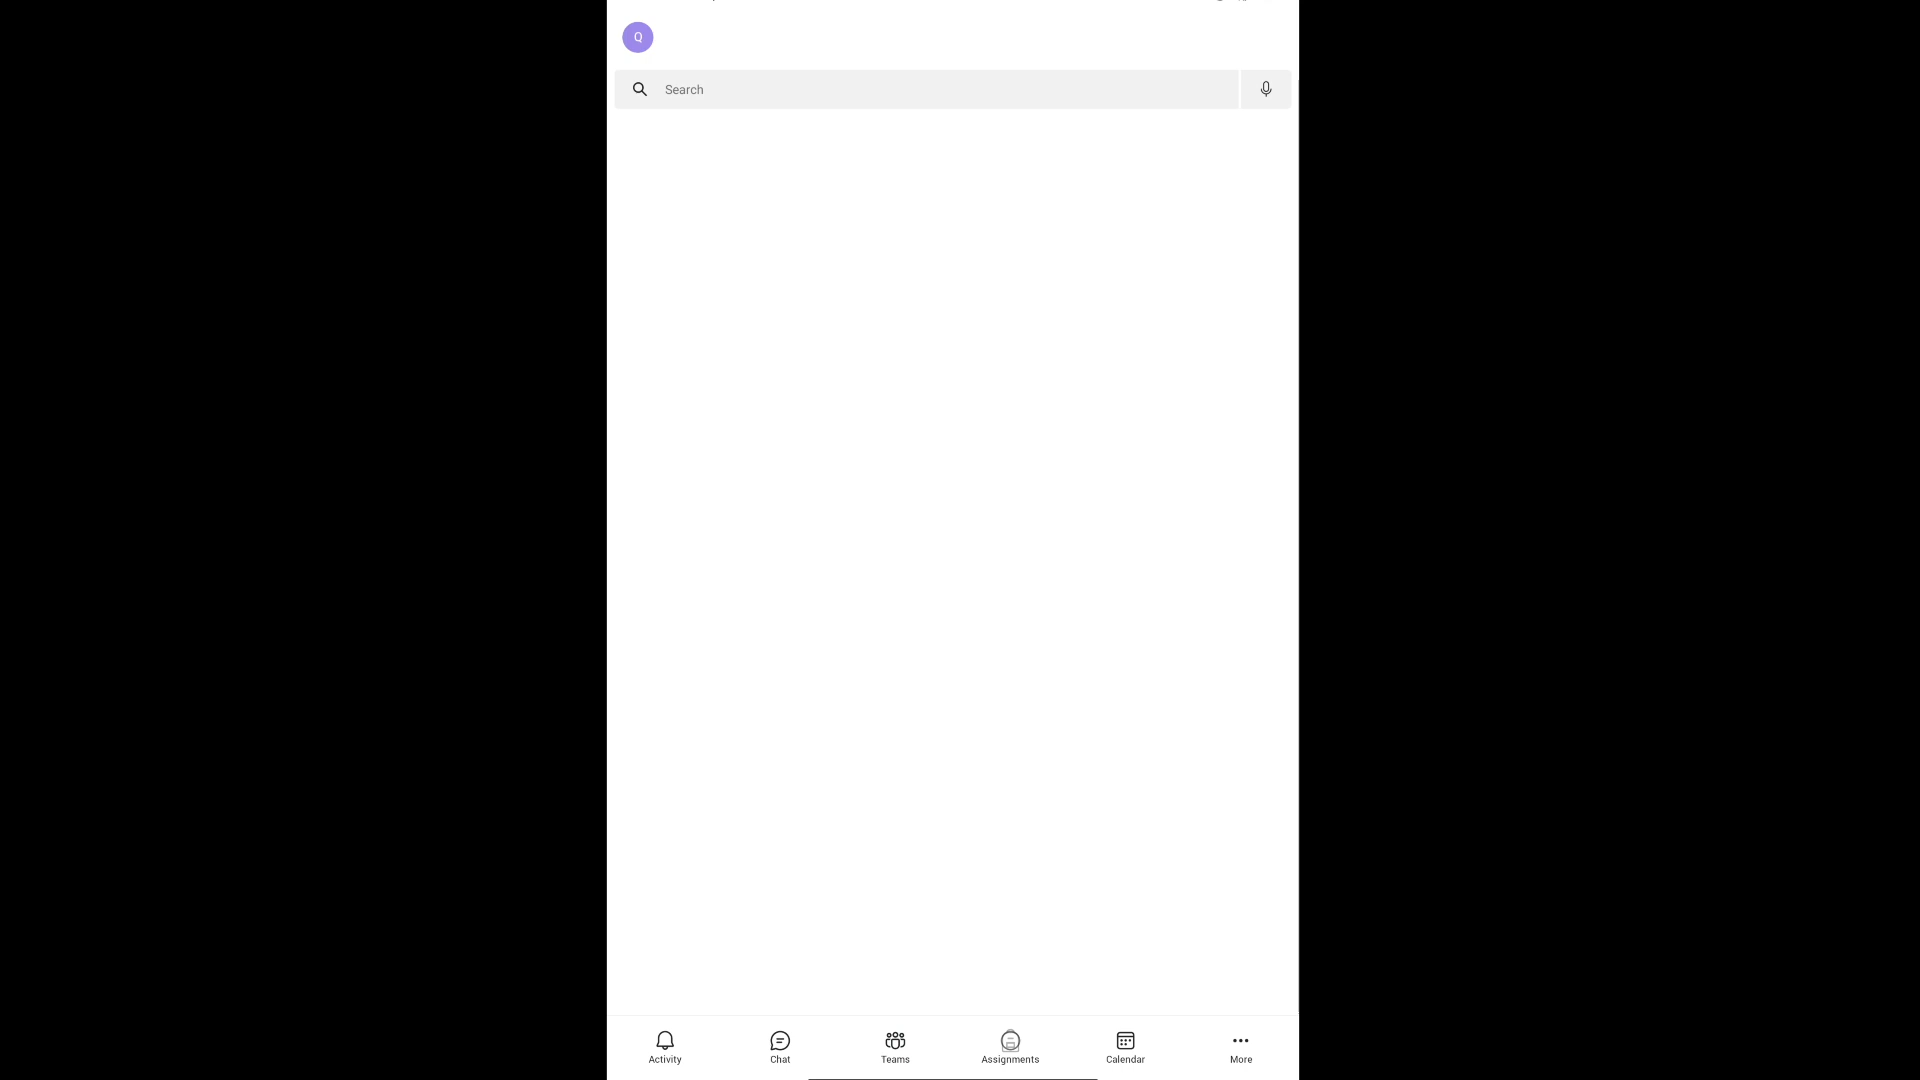 Q
Search
Activity
Chat
Teams
Assignments
Calendar
More